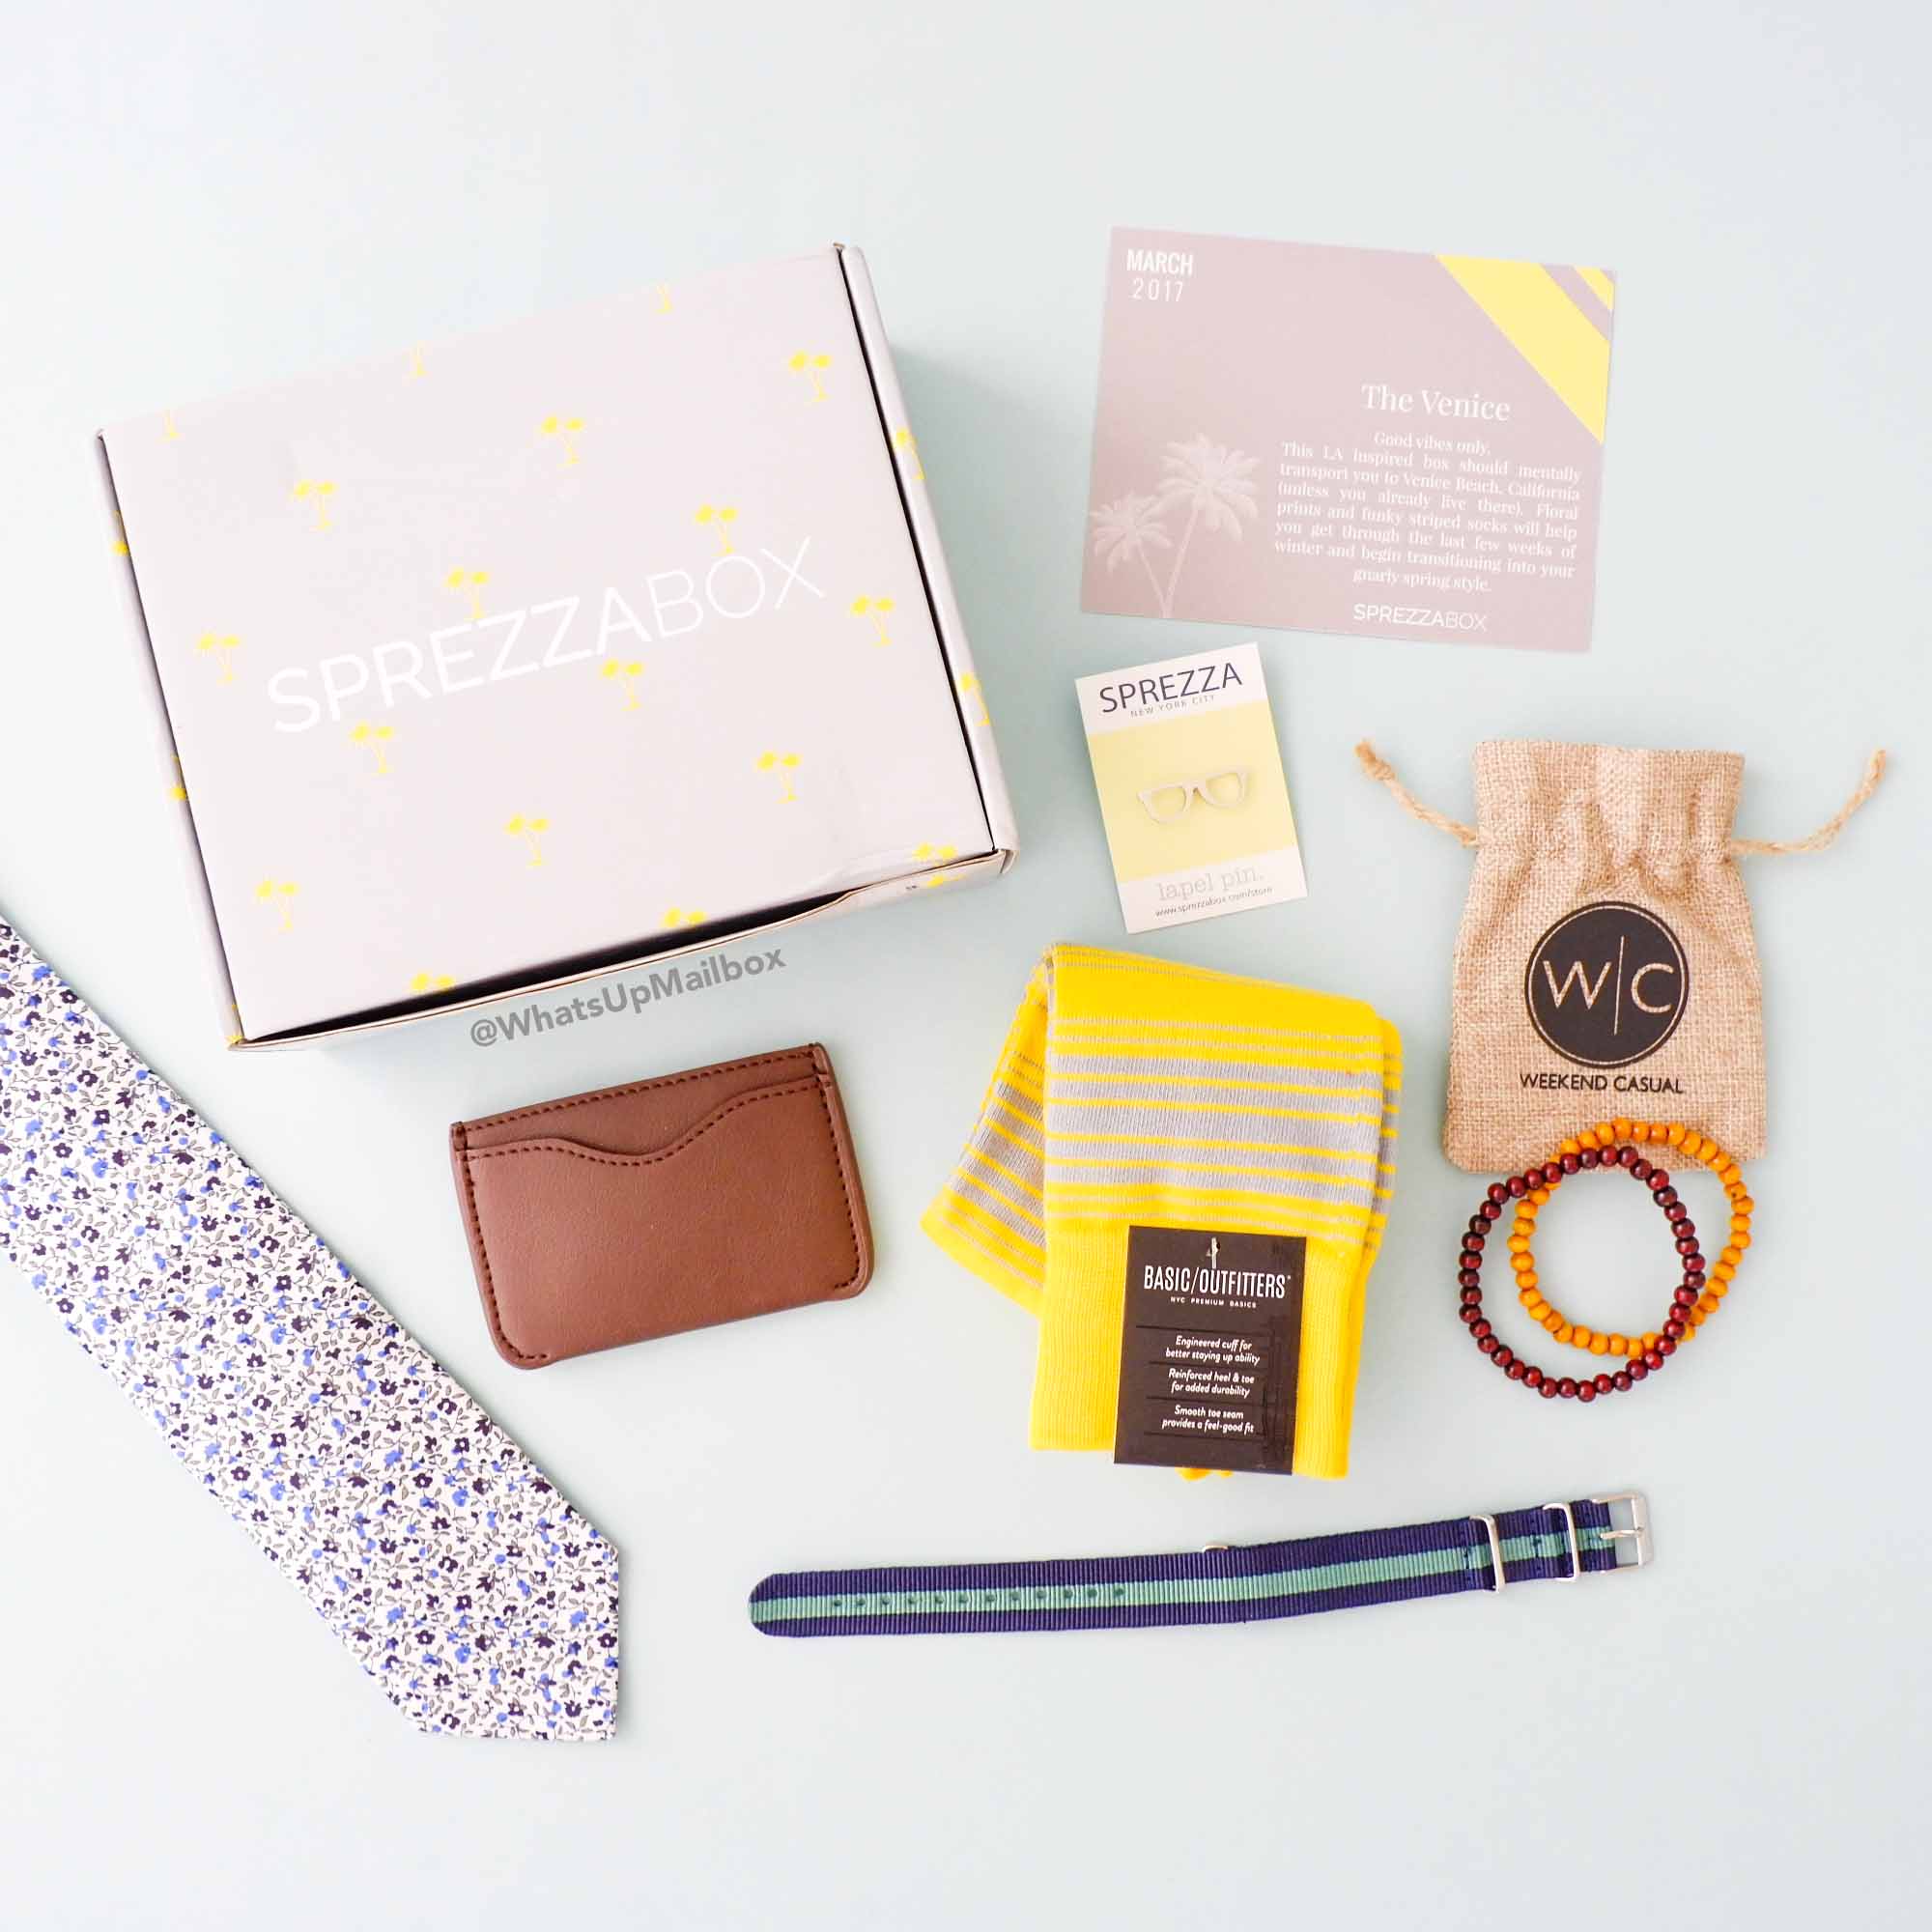 MARCH
2017
The Venice
Good vibes only.
This LA inspired box should mentally
transport you to Venice Beach, California
(unless you already live there). Floral
prints and funky striped socks will help
you get through the last few weeks of
winter and begin transitioning into your
gnarly spring style.
SPREZZABOX
SPREZZABOX
@WhatsUpMailbox
SPREZZA
NEW YORK CITY
lapel pin.
www.sprezzabox.com/store
W|C
WEEKEND CASUAL
BASIC/OUTFITTERS®
NYC PREMIUM BASICS
Engineered cuff for
better staying up ability
Reinforced heel & toe
for added durability
Smooth toe seam
provides a feel-good fit